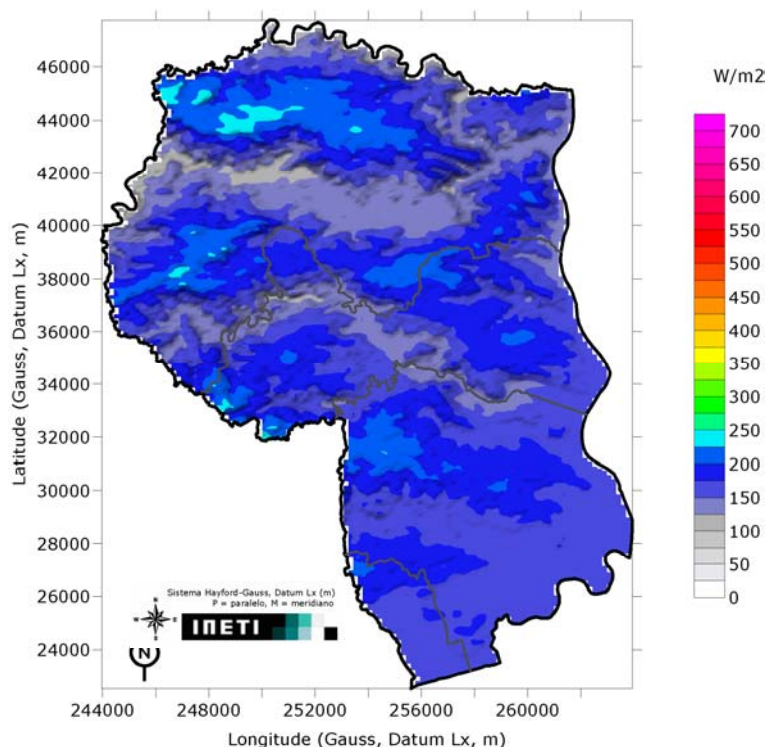 46000
44000
42000
40000
38000
36000
34000
32000
30000
28000
26000
24000
Latitude (Gauss, Datum Lx, m)
244000 248000 252000 256000 260000
Longitude (Gauss, Datum Lx, m)
Sistema Hayford-Gauss, Datum Lx (m)
P = paralelo, M = meridiano
N
W E
S
INETI
N
W/m2
700
650
600
550
500
450
400
350
300
250
200
150
100
50
0